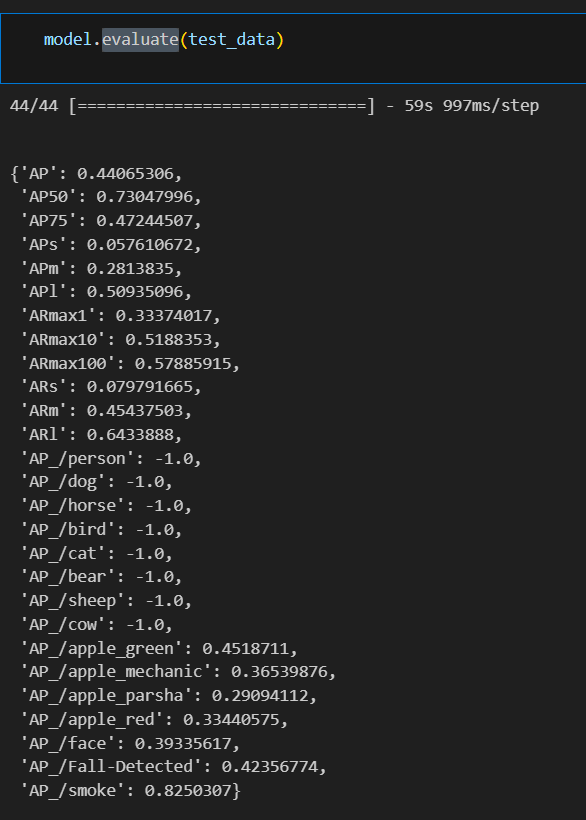 model.evaluate(test_data)
44/44 [==============================] - 59s 997ms/step
{'AP': 0.44065306,
'AP50': 0.73047996,
'AP75': 0.47244507,
'APs': 0.057610672,
'APm': 0.2813835,
'APl': 0.50935096,
'ARmax1': 0.33374017,
'ARmax10': 0.5188353,
'ARmax100': 0.57885915,
'ARs': 0.079791665,
'ARm': 0.45437503,
'ARl': 0.6433888,
'AP_/person': -1.0,
'AP_/dog': -1.0,
'AP_/horse': -1.0,
'AP_/bird': -1.0,
'AP_/cat': -1.0,
'AP_/bear': -1.0,
'AP_/sheep': -1.0,
'AP_/cow': -1.0,
'AP_/apple_green': 0.4518711,
'AP_/apple_mechanic': 0.36539876,
'AP_/apple_parsha': 0.29094112,
'AP_/apple_red': 0.33440575,
'AP_/face': 0.39335617,
'AP_/Fall-Detected': 0.42356774,
'AP_/smoke': 0.8250307}